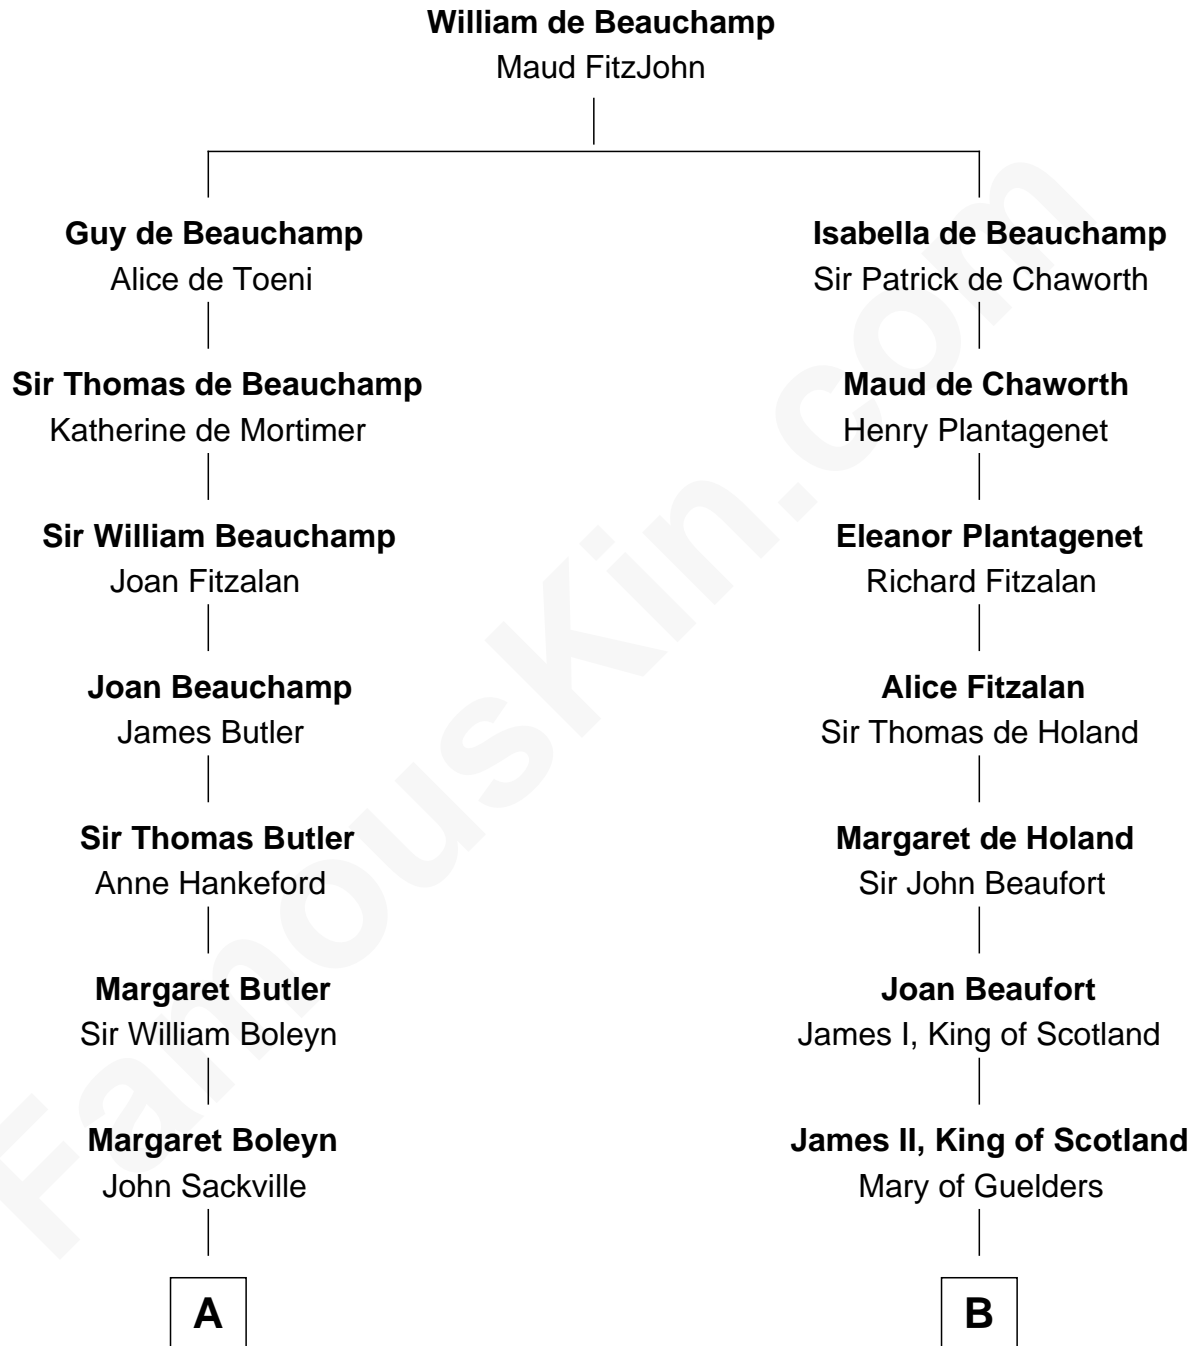 William de Beauchamp
Maud FitzJohn
Guy de Beauchamp
Alice de Toeni
Sir Thomas de Beauchamp
Katherine de Mortimer
Sir William Beauchamp
Joan Fitzalan
Joan Beauchamp
James Butler
Sir Thomas Butler
Anne Hankeford
Margaret Butler
Sir William Boleyn
Margaret Boleyn
John Sackville
A
Isabella de Beauchamp
Sir Patrick de Chaworth
Maud de Chaworth
Henry Plantagenet
Eleanor Plantagenet
Richard Fitzalan
Alice Fitzalan
Sir Thomas de Holand
Margaret de Holand
Sir John Beaufort
Joan Beaufort
James I, King of Scotland
James II, King of Scotland
Mary of Guelders
B
FamousKin.com